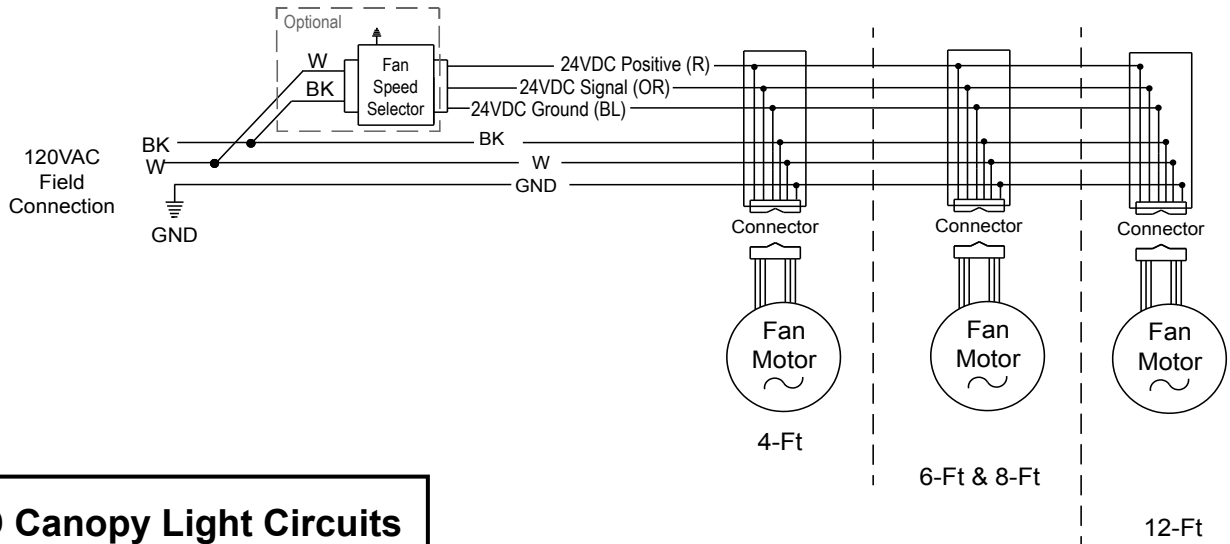 Optional
W
BK
Fan
Speed
Selector
24VDC Positive (R)
24VDC Signal (OR)
24VDC Ground (BL)
120VAC
Field
Connection
BK
W
GND
BK
W
GND
Connector
Connector
Connector
Fan
Motor
Fan
Motor
Fan
Motor
4-Ft
6-Ft & 8-Ft
12-Ft
Canopy Light Circuits